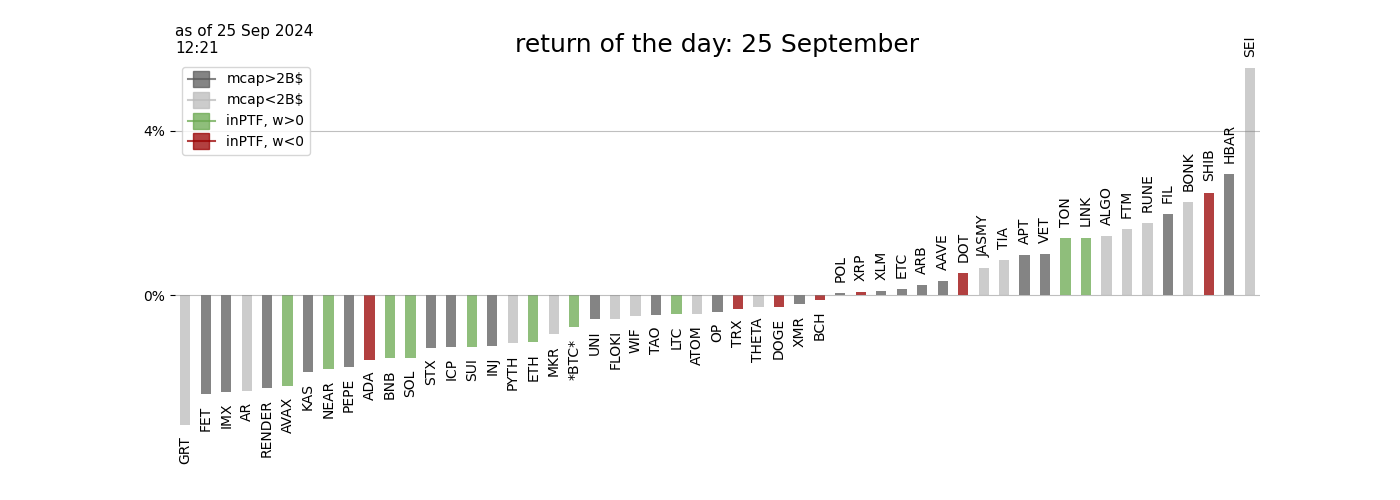 as of 25 Sep 2024
12:21
return of the day: 25 September
mcap>2B$
mcap<2B$
inPTF, w>0
inPTF, w<0
4%
0%
GRT
FET
IMX
AR
RENDER
AVAX
KAS
NEAR
PEPE
ADA
BNB
SOL
STX
ICP
SUI
INJ
PYTH
ETH
MKR
*BTC*
UNI
FLOKI
WIF
TAO
LTC
ATOM
OP
TRX
THETA
DOGE
XMR
BCH
POL
XRP
XLM
ETC
ARB
AAVE
DOT
JASMY
TIA
APT
VET
TON
LINK
ALGO
FTM
RUNE
FIL
BONK
SHIB
HBAR
SEI